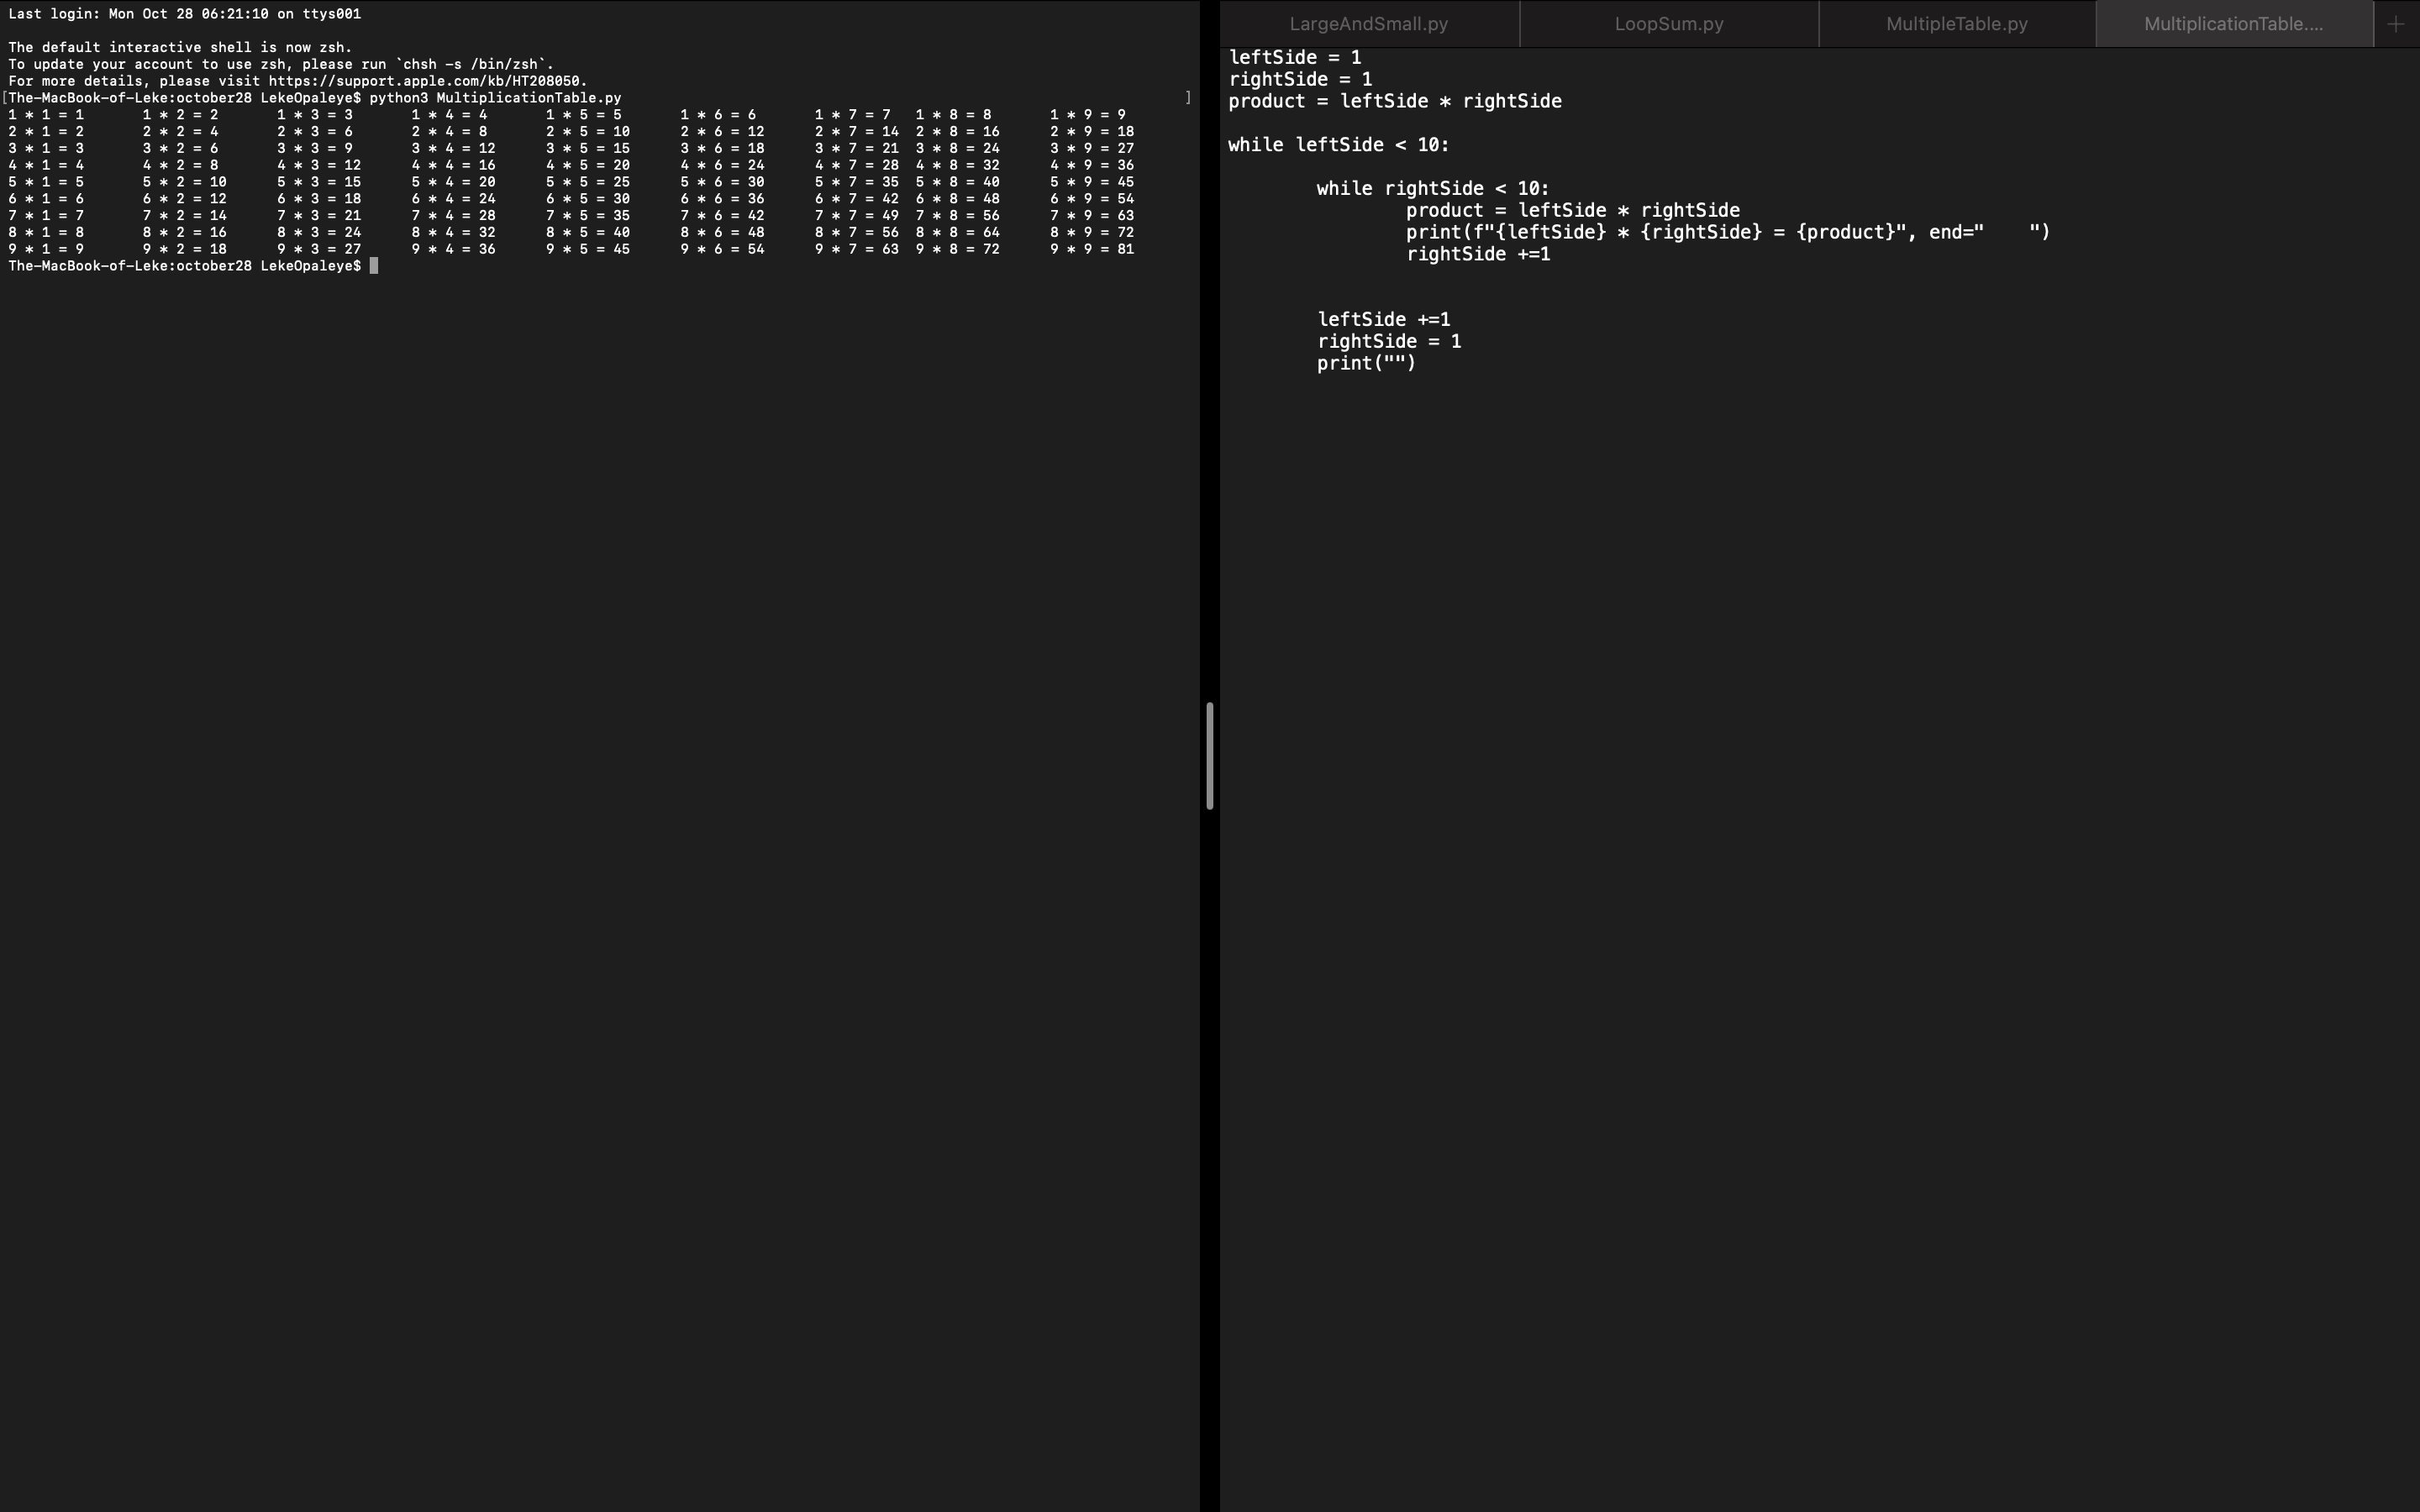 Last login: Mon Oct 28 06:21:10 on ttys001

The default interactive shell is now zsh.
To update your account to use zsh, please run `chsh -s /bin/zsh`.
For more details, please visit https://support.apple.com/kb/HT208050.
[The-MacBook-of-Leke:october28 LekeOpaleye$ python3 MultiplicationTable.py ]
1 * 1 = 1	1 * 2 = 2	1 * 3 = 3	1 * 4 = 4	1 * 5 = 5	1 * 6 = 6	1 * 7 = 7	1 * 8 = 8	1 * 9 = 9
2 * 1 = 2	2 * 2 = 4	2 * 3 = 6	2 * 4 = 8	2 * 5 = 10	2 * 6 = 12	2 * 7 = 14	2 * 8 = 16	2 * 9 = 18
3 * 1 = 3	3 * 2 = 6	3 * 3 = 9	3 * 4 = 12	3 * 5 = 15	3 * 6 = 18	3 * 7 = 21	3 * 8 = 24	3 * 9 = 27
4 * 1 = 4	4 * 2 = 8	4 * 3 = 12	4 * 4 = 16	4 * 5 = 20	4 * 6 = 24	4 * 7 = 28	4 * 8 = 32	4 * 9 = 36
5 * 1 = 5	5 * 2 = 10	5 * 3 = 15	5 * 4 = 20	5 * 5 = 25	5 * 6 = 30	5 * 7 = 35	5 * 8 = 40	5 * 9 = 45
6 * 1 = 6	6 * 2 = 12	6 * 3 = 18	6 * 4 = 24	6 * 5 = 30	6 * 6 = 36	6 * 7 = 42	6 * 8 = 48	6 * 9 = 54
7 * 1 = 7	7 * 2 = 14	7 * 3 = 21	7 * 4 = 28	7 * 5 = 35	7 * 6 = 42	7 * 7 = 49	7 * 8 = 56	7 * 9 = 63
8 * 1 = 8	8 * 2 = 16	8 * 3 = 24	8 * 4 = 32	8 * 5 = 40	8 * 6 = 48	8 * 7 = 56	8 * 8 = 64	8 * 9 = 72
9 * 1 = 9	9 * 2 = 18	9 * 3 = 27	9 * 4 = 36	9 * 5 = 45	9 * 6 = 54	9 * 7 = 63	9 * 8 = 72	9 * 9 = 81
The-MacBook-of-Leke:october28 LekeOpaleye$
LargeAndSmall.py	LoopSum.py	MultipleTable.py	MultiplicationTable.... +
leftSide = 1
rightSide = 1
product = leftSide * rightSide

while leftSide < 10:

	while rightSide < 10:
		product = leftSide * rightSide
		print(f"{leftSide} * {rightSide} = {product}", end="	")
		rightSide +=1


	leftSide +=1
	rightSide = 1
	print("")